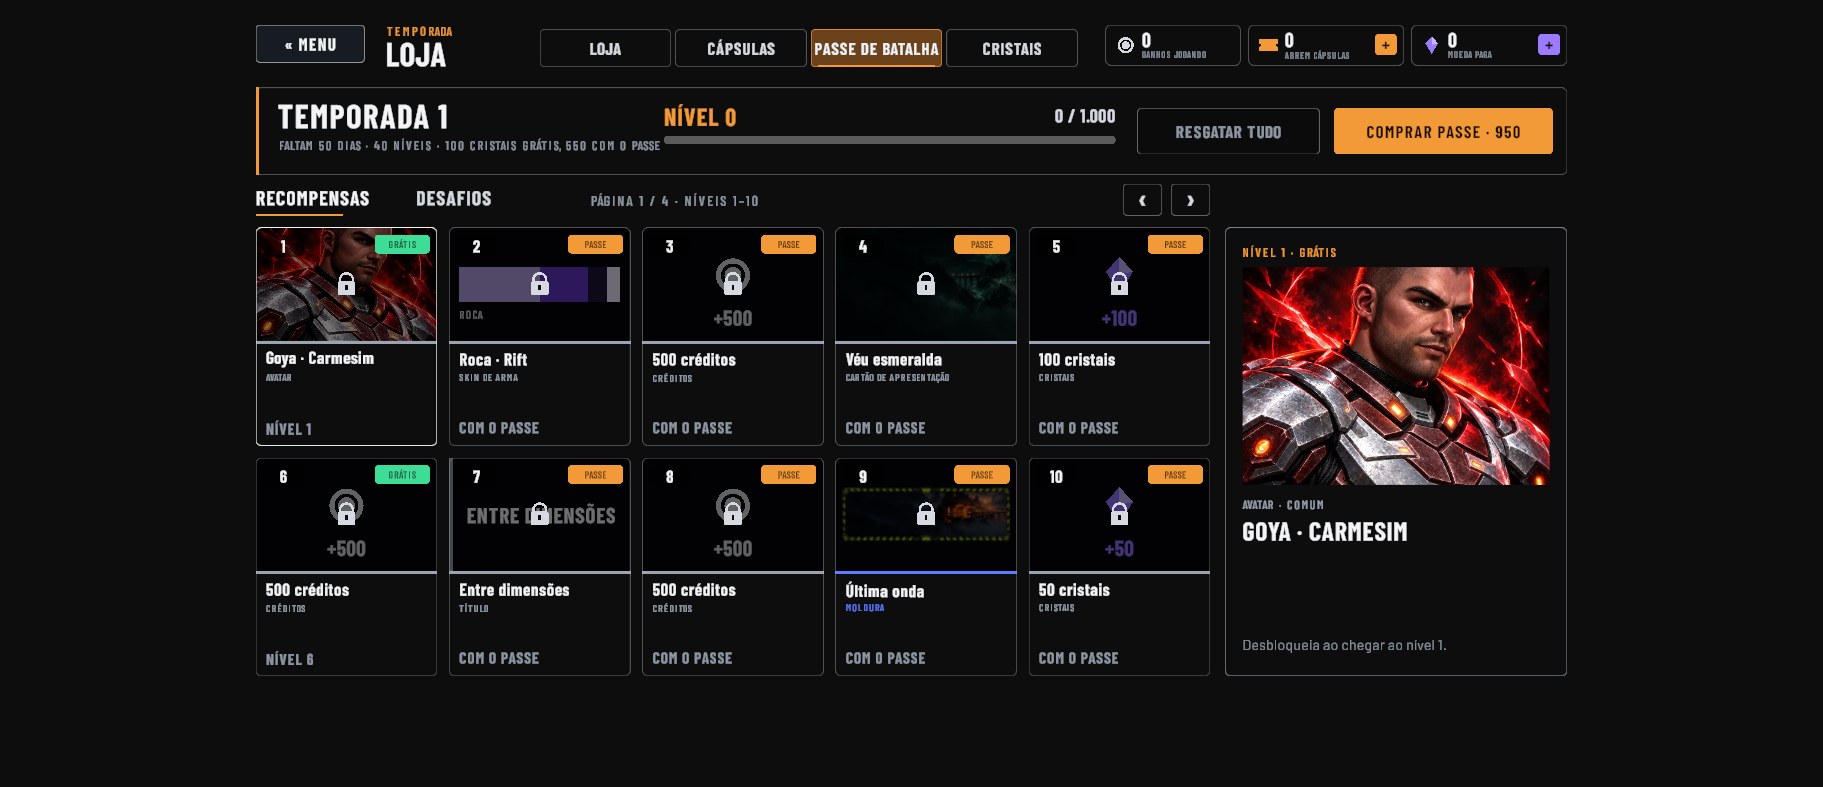 « MENU
TEMPORADA
LOJA
LOJA
CÁPSULAS
PASSE DE BATALHA
CRISTAIS
0
GANHOS JOGANDO
0
ABREM CÁPSULAS
+
0
MOEDA PAGA
+
TEMPORADA 1
FALTAM 50 DIAS · 40 NÍVEIS · 100 CRISTAIS GRÁTIS, 550 COM O PASSE
NÍVEL 0
0 / 1.000
RESGATAR TUDO
COMPRAR PASSE · 950
RECOMPENSAS
DESAFIOS
PÁGINA 1 / 4 · NÍVEIS 1–10
‹
›
1
GRÁTIS
Goya · Carmesim
AVATAR
NÍVEL 1
2
PASSE
ROCA
Roca · Rift
SKIN DE ARMA
COM O PASSE
3
PASSE
+500
500 créditos
CRÉDITOS
COM O PASSE
4
PASSE
Véu esmeralda
CARTÃO DE APRESENTAÇÃO
COM O PASSE
5
PASSE
+100
100 cristais
CRISTAIS
COM O PASSE
6
GRÁTIS
+500
500 créditos
CRÉDITOS
NÍVEL 6
7
PASSE
ENTRE DIMENSÕES
Entre dimensões
TÍTULO
COM O PASSE
8
PASSE
+500
500 créditos
CRÉDITOS
COM O PASSE
9
PASSE
Última onda
MOLDURA
COM O PASSE
10
PASSE
+50
50 cristais
CRISTAIS
COM O PASSE
NÍVEL 1 · GRÁTIS
AVATAR · COMUM
GOYA · CARMESIM
Desbloqueia ao chegar ao nível 1.